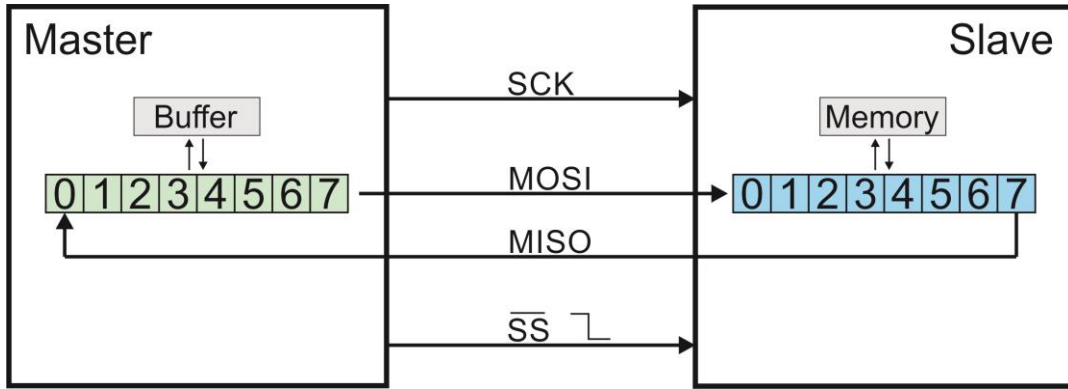 Master
Slave
SCK
Buffer
Memory
MOSI
0 1 2 3 4 5 6 7
0 1 2 3 4 5 6 7
MISO
S̅S̅